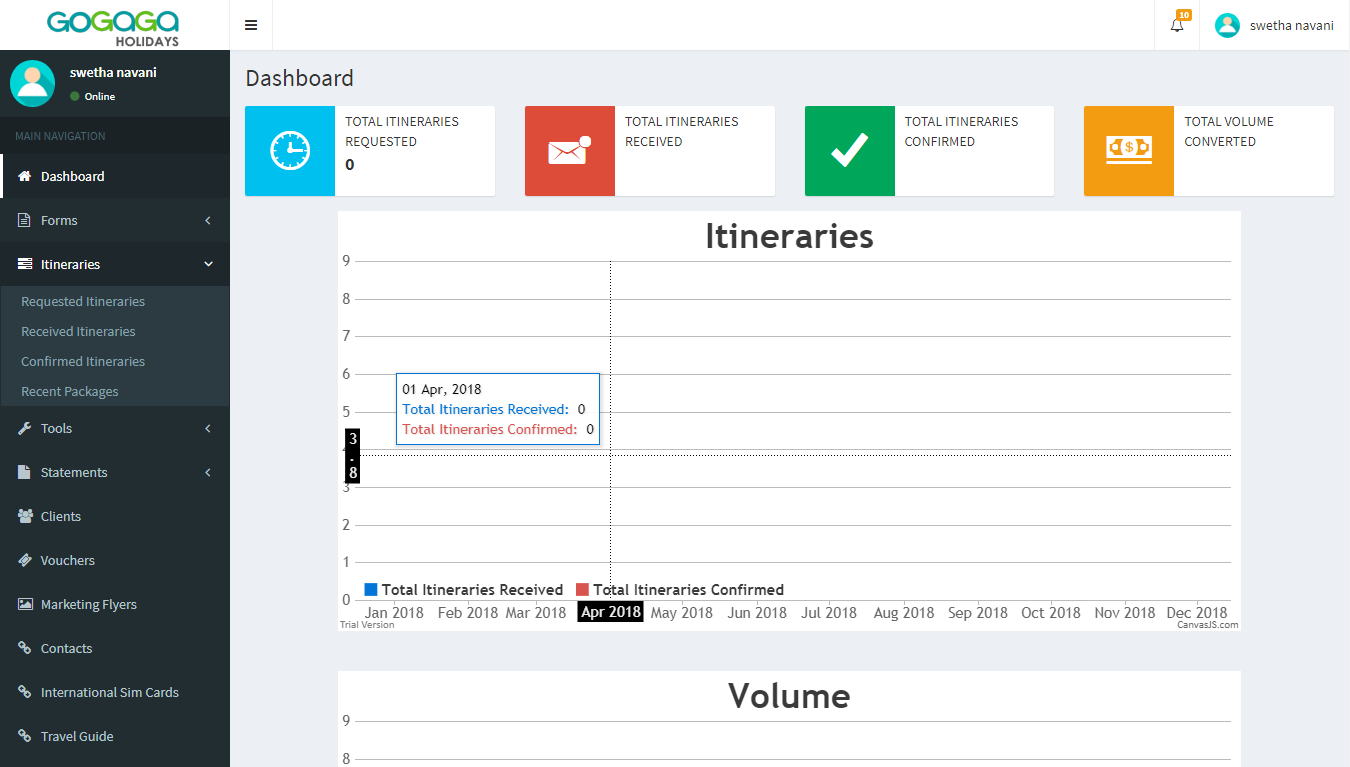 GOGAGA
HOLIDAYS
10
swetha navani
swetha navani
Online
MAIN NAVIGATION
Dashboard
Forms
Itineraries
Requested Itineraries
Received Itineraries
Confirmed Itineraries
Recent Packages
Tools
Statements
Clients
Vouchers
Marketing Flyers
Contacts
International Sim Cards
Travel Guide
Dashboard
TOTAL ITINERARIES
REQUESTED
0
TOTAL ITINERARIES
RECEIVED
TOTAL ITINERARIES
CONFIRMED
$
TOTAL VOLUME
CONVERTED
Itineraries
9
8
7
6
5
4
3
2
1
0
3
.
8
01 Apr, 2018
Total Itineraries Received: 0
Total Itineraries Confirmed: 0
Total Itineraries Received Total Itineraries Confirmed
Jan 2018 Feb 2018 Mar 2018 Apr 2018 May 2018 Jun 2018 Jul 2018 Aug 2018 Sep 2018 Oct 2018 Nov 2018 Dec 2018
Trial Version CanvasJS.com
Volume
9
8